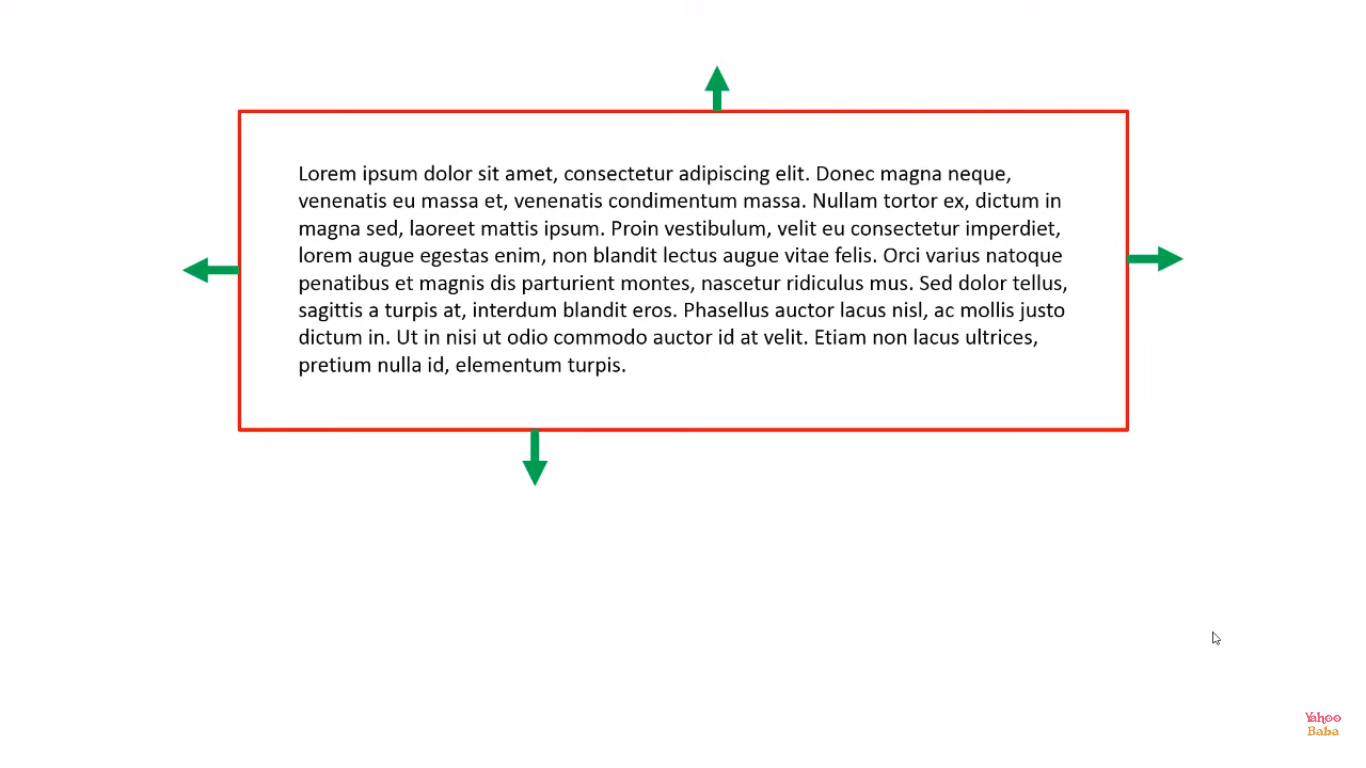 Lorem ipsum dolor sit amet, consectetur adipiscing elit. Donec magna neque,
venenatis eu massa et, venenatis condimentum massa. Nullam tortor ex, dictum in
magna sed, laoreet mattis ipsum. Proin vestibulum, velit eu consectetur imperdiet,
lorem augue egestas enim, non blandit lectus augue vitae felis. Orci varius natoque
penatibus et magnis dis parturient montes, nascetur ridiculus mus. Sed dolor tellus,
sagittis a turpis at, interdum blandit eros. Phasellus auctor lacus nisl, ac mollis justo
dictum in. Ut in nisi ut odio commodo auctor id at velit. Etiam non lacus ultrices,
pretium nulla id, elementum turpis.
Yahoo
Baba